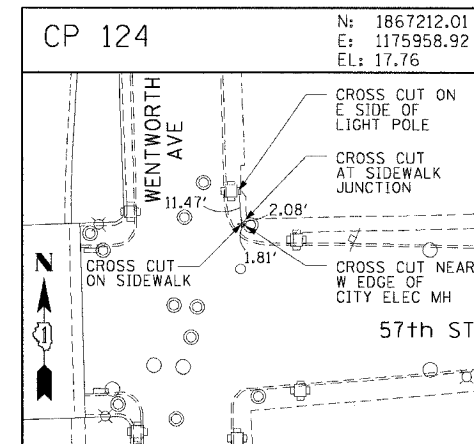 CP 124
N: 1867212.01
E: 1175958.92
EL: 17.76
WENTWORTH
AVE
CROSS CUT ON
E SIDE OF
LIGHT POLE
CROSS CUT
AT SIDEWALK
JUNCTION
11.47'
2.08'
1.81'
CROSS CUT
ON SIDEWALK
CROSS CUT NEAR
W EDGE OF
CITY ELEC MH
57th ST
N
1